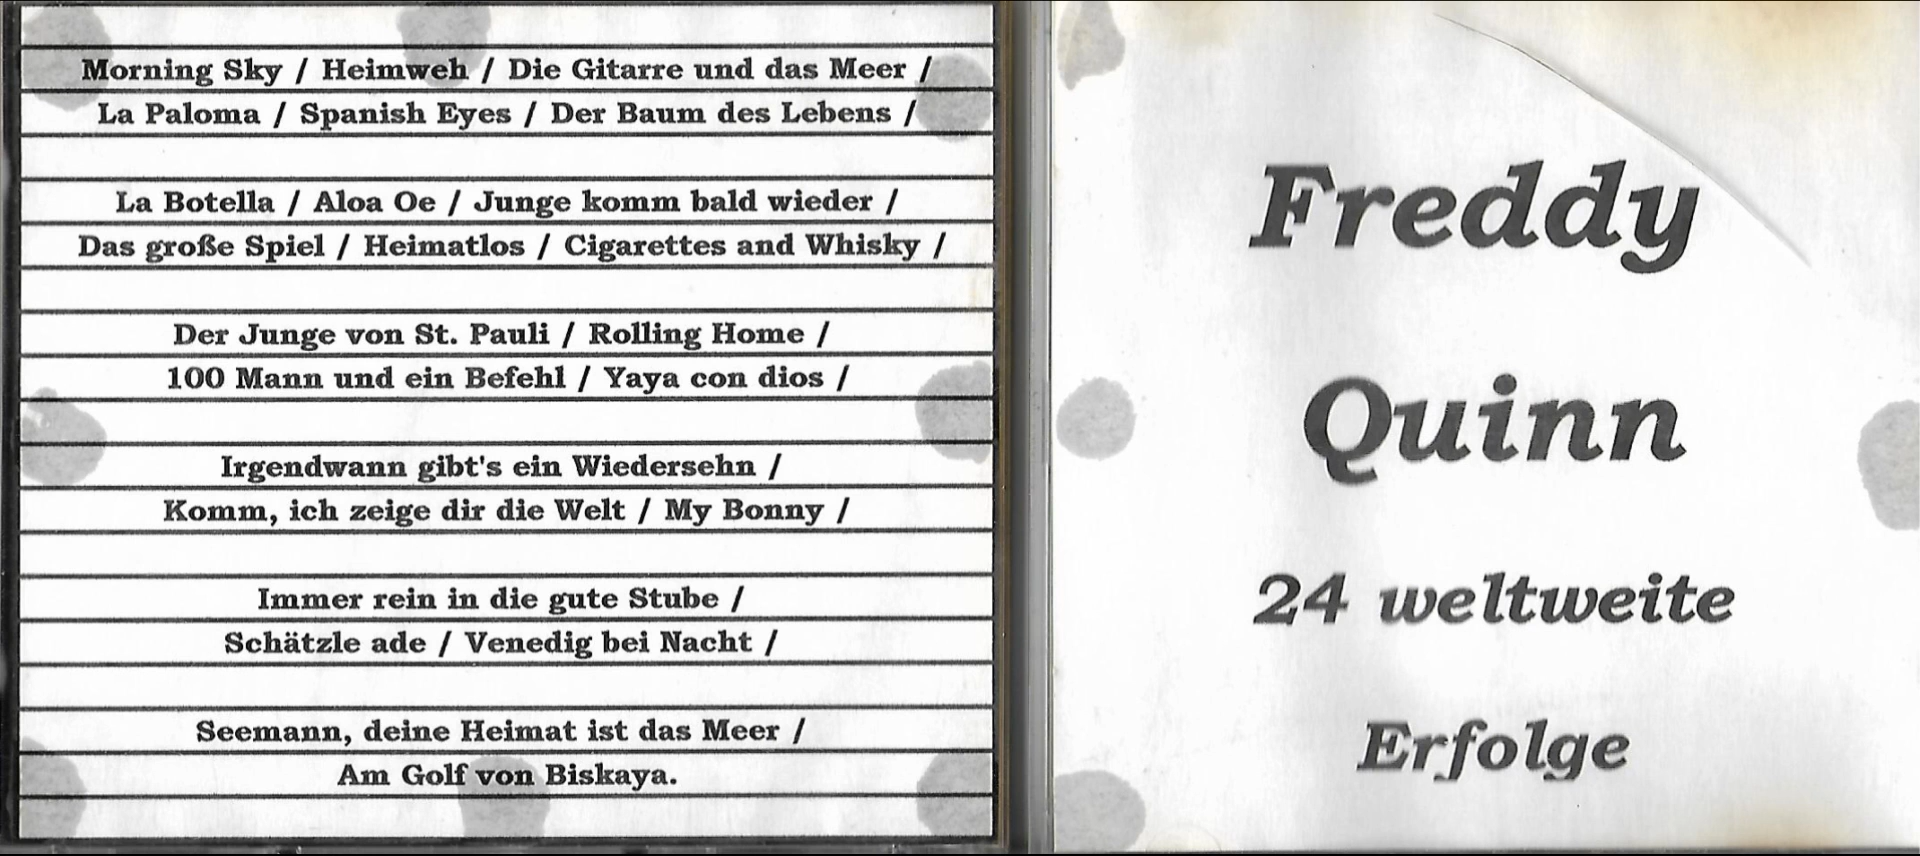 Morning Sky / Heimweh / Die Gitarre und das Meer /
La Paloma / Spanish Eyes / Der Baum des Lebens /
La Botella / Aloa Oe / Junge komm bald wieder /
Das große Spiel / Heimatlos / Cigarettes and Whisky /
Der Junge von St. Pauli / Rolling Home /
100 Mann und ein Befehl / Yaya con dios /
Irgendwann gibt's ein Wiedersehn /
Komm, ich zeige dir die Welt / My Bonny /
Immer rein in die gute Stube /
Schätzle ade / Venedig bei Nacht /
Seemann, deine Heimat ist das Meer /
Am Golf von Biskaya.
Freddy
Quinn
24 weltweite
Erfolge